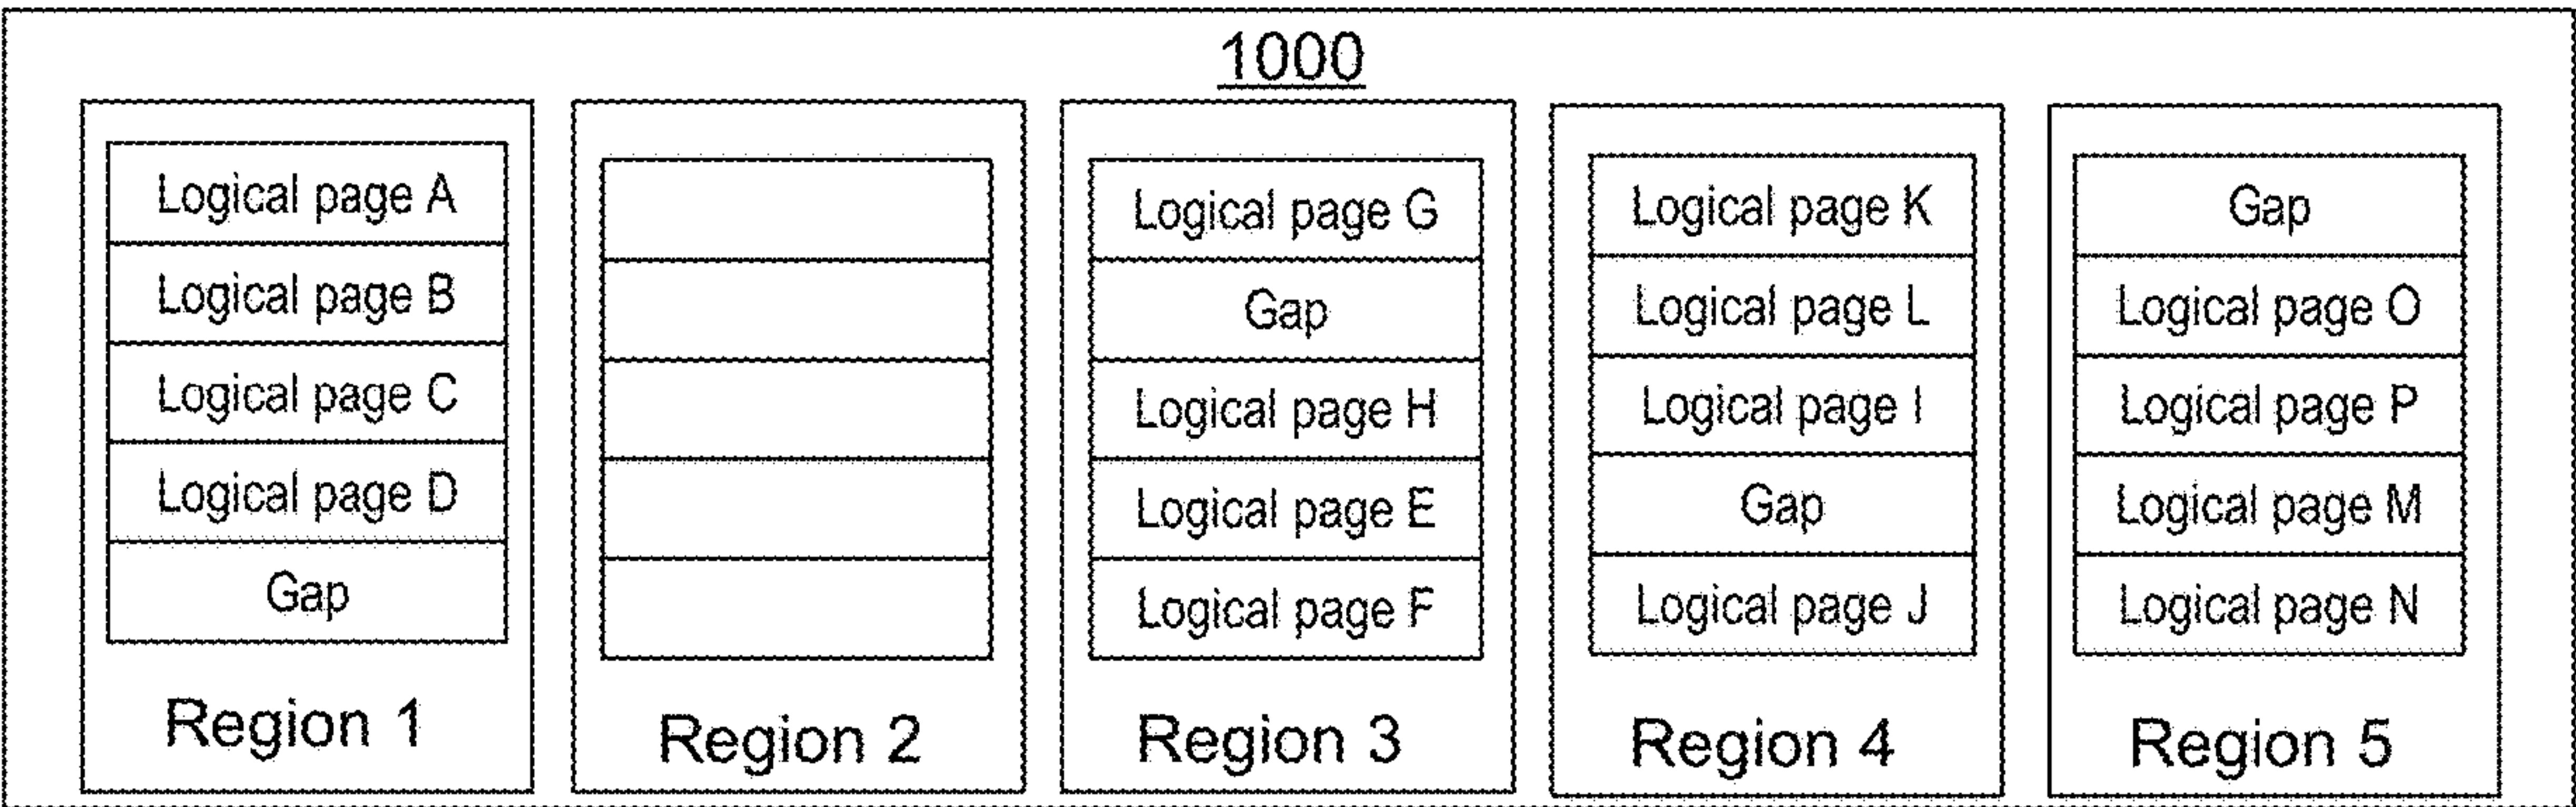 1000
Logical page A
Logical page B
Logical page C
Logical page D
Gap
Region 1
Region 2
Logical page G
Gap
Logical page H
Logical page E
Logical page F
Region 3
Logical page K
Logical page L
Logical page I
Gap
Logical page J
Region 4
Gap
Logical page O
Logical page P
Logical page M
Logical page N
Region 5